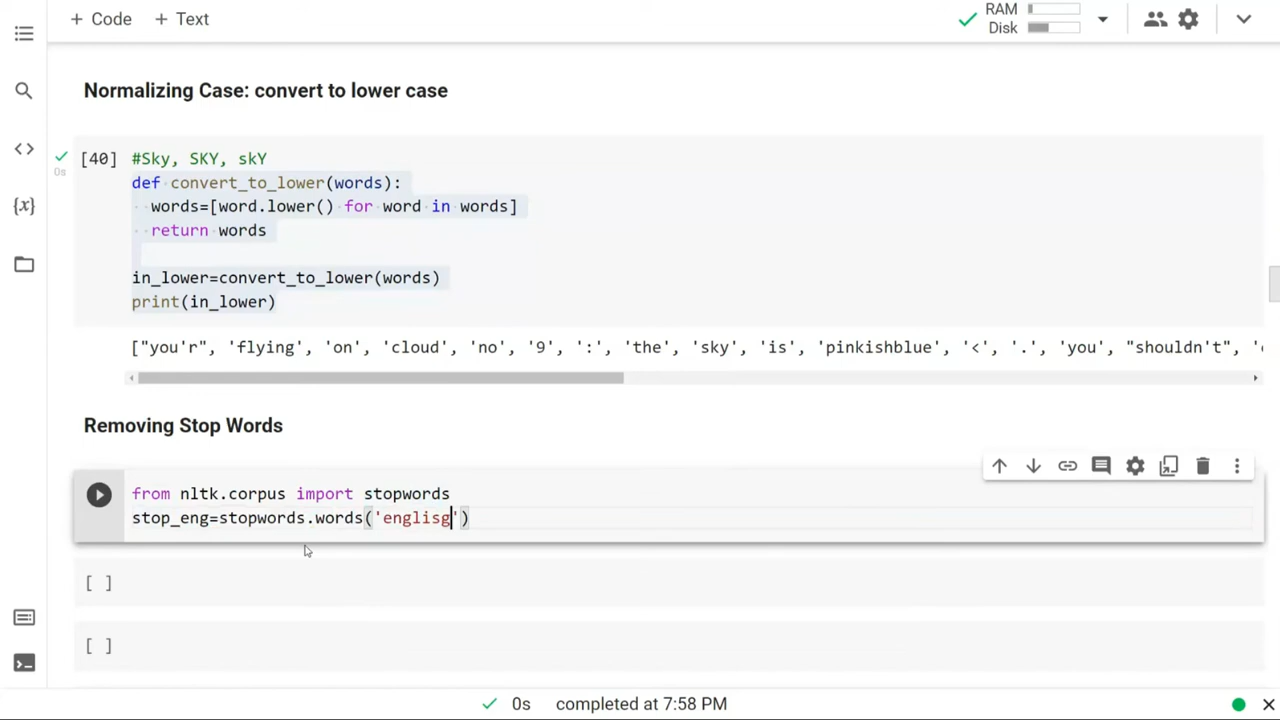 + Code + Text
RAM
Disk
Normalizing Case: convert to lower case
[40] #Sky, SKY, skY
0s
def convert_to_lower(words):
words=[word.lower() for word in words]
return words
in_lower=convert_to_lower(words)
print(in_lower)
["you'r", 'flying', 'on', 'cloud', 'no', '9', ':', 'the', 'sky', 'is', 'pinkishblue', '<', '.', 'you', "shouldn't",
Removing Stop Words
from nltk.corpus import stopwords
stop_eng=stopwords.words('englisg')
[ ]
[ ]
0s completed at 7:58 PM